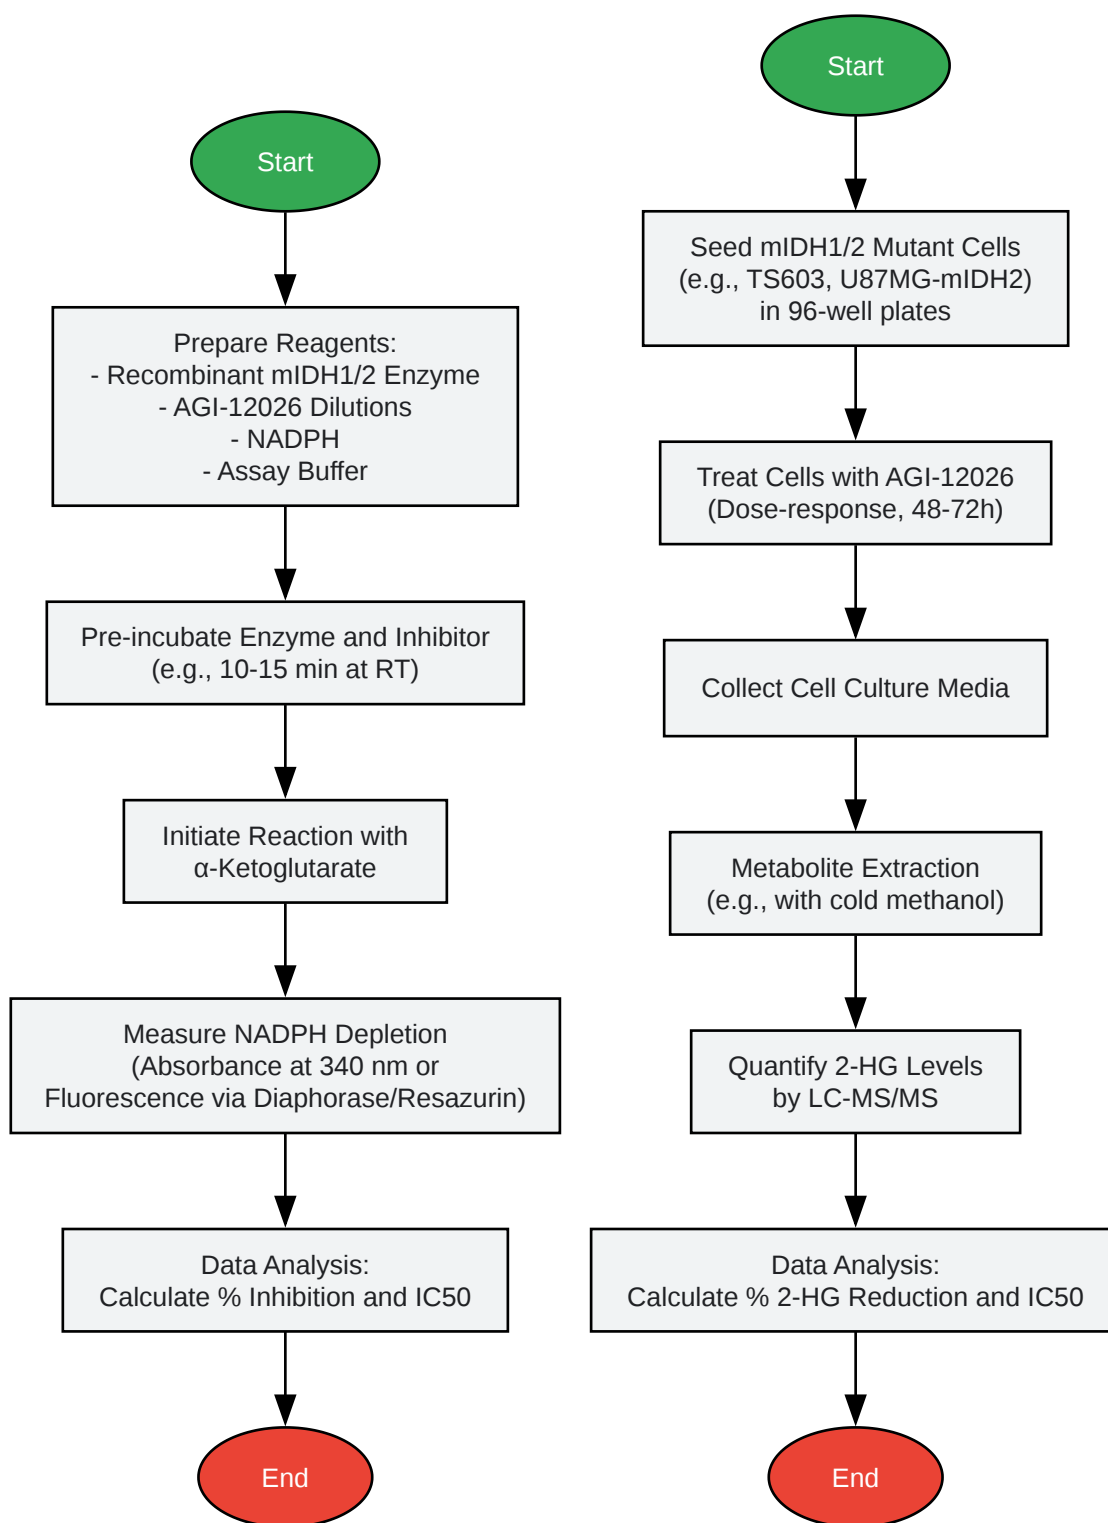 Start
Prepare Reagents:
- Recombinant mIDH1/2 Enzyme
- AGI-12026 Dilutions
- NADPH
- Assay Buffer
Pre-incubate Enzyme and Inhibitor
(e.g., 10-15 min at RT)
Initiate Reaction with
α-Ketoglutarate
Measure NADPH Depletion
(Absorbance at 340 nm or
Fluorescence via Diaphorase/Resazurin)
Data Analysis:
Calculate % Inhibition and IC50
End
Start
Seed mIDH1/2 Mutant Cells
(e.g., TS603, U87MG-mIDH2)
in 96-well plates
Treat Cells with AGI-12026
(Dose-response, 48-72h)
Collect Cell Culture Media
Metabolite Extraction
(e.g., with cold methanol)
Quantify 2-HG Levels
by LC-MS/MS
Data Analysis:
Calculate % 2-HG Reduction and IC50
End